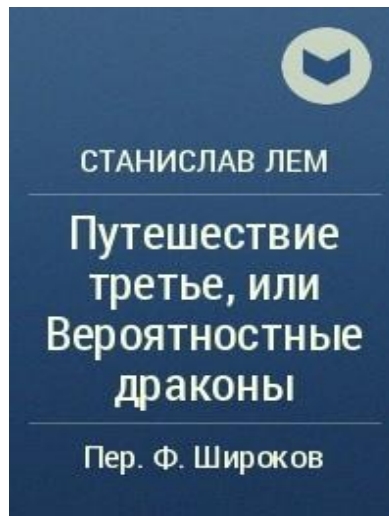 СТАНИСЛАВ ЛЕМ
Путешествие
третье, или
Вероятностные
драконы
Пер. Ф. Широков